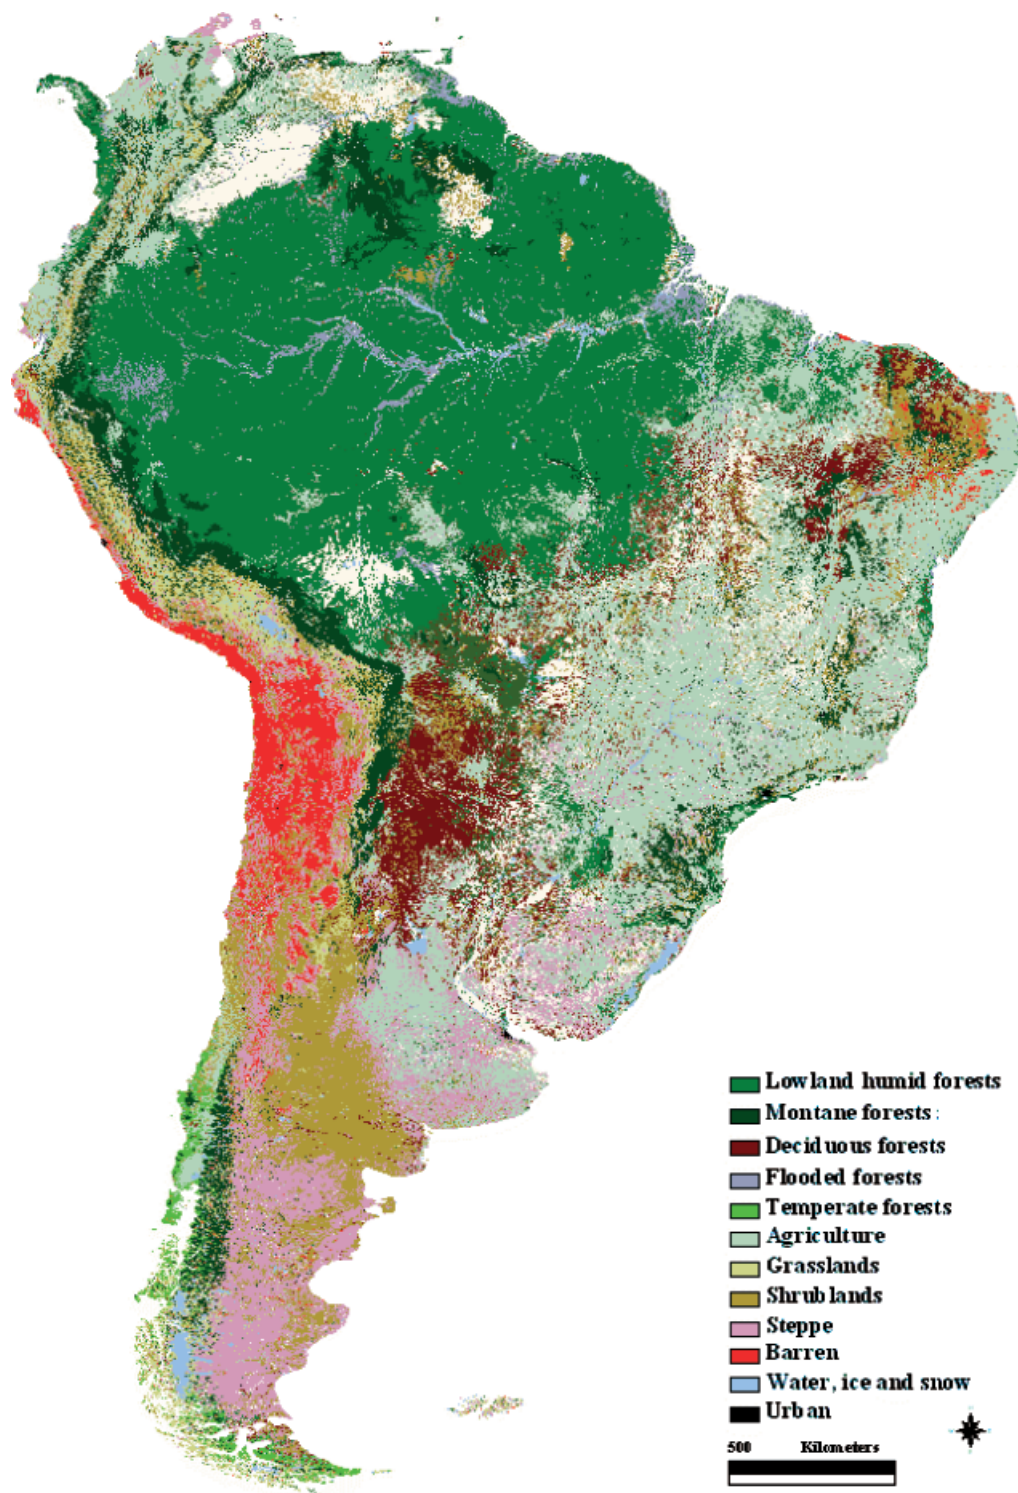 Lowland humid forests
Montane forests :
Deciduous forests
Flooded forests
Temperate forests
Agriculture
Grasslands
Shrublands
Steppe
Barren
Water, ice and snow
Urban
500 Kilometers